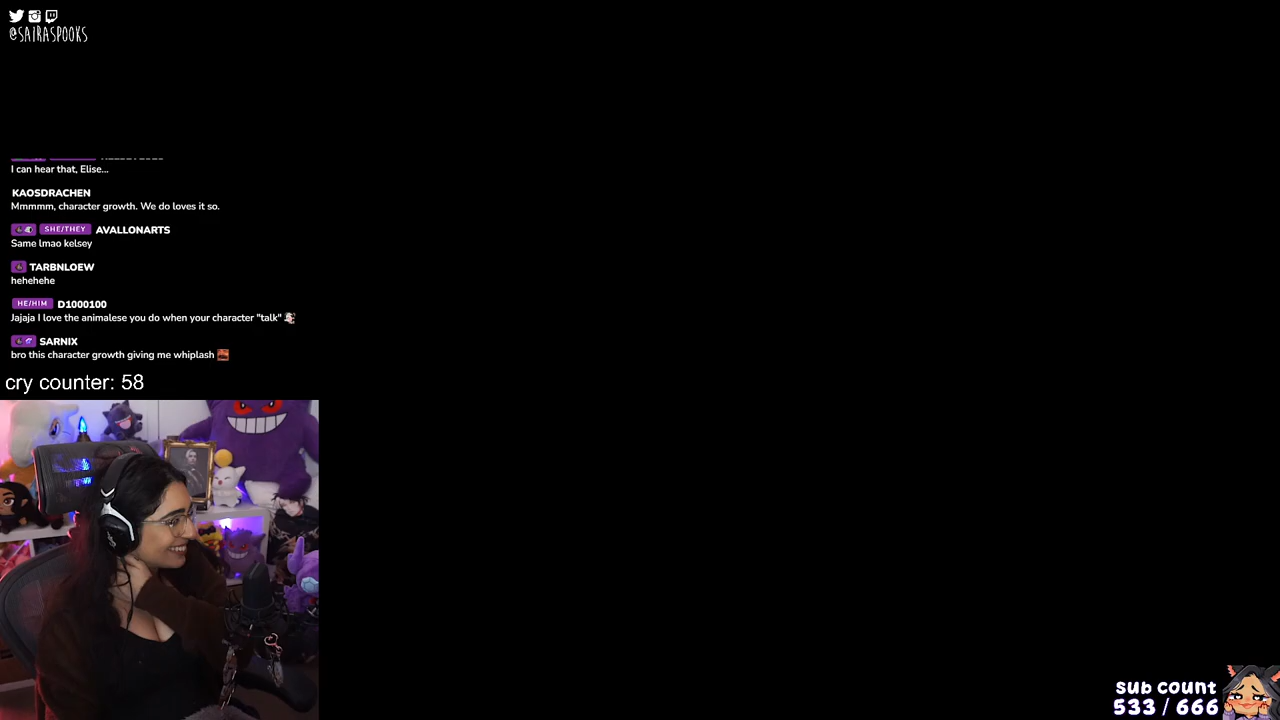 @SAIRASPOOKS
I can hear that, Elise...
KAOSDRACHEN
Mmmmm, character growth. We do loves it so.
SHE/THEY AVALLONARTS
Same lmao kelsey
TARBNLOEW
hehehehe
HE/HIM D1000100
Jajaja I love the animalese you do when your character "talk"
SARNIX
bro this character growth giving me whiplash
cry counter: 58
sub count
533 / 666